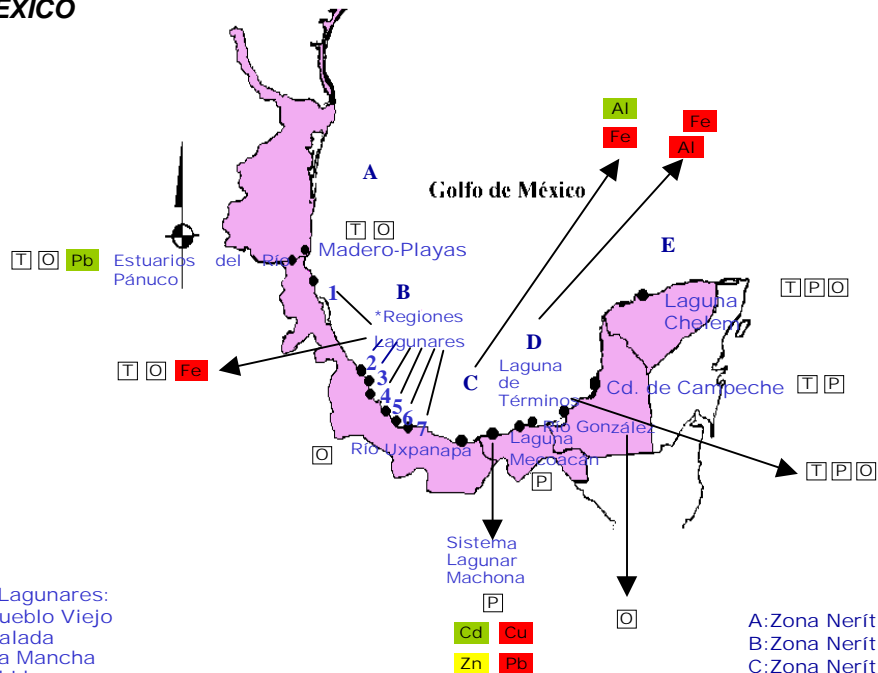 EXICO
Al
Fe
Fe
Al
A
Golfo de México
T O
Madero-Playas
E
T O Pb
Estuarios del Río
Pánuco
T P O
Laguna
Chelem
1
B
*Regiones
Lagunares
D
Laguna
de
Términos
C
T O Fe
2
3
4
5
6
7
Cd. de Campeche
T P
Río González
O
Río Uxpanapa
Laguna
Mecoacán
P
T P O
Sistema
Lagunar
Machona
P
O
Cd Cu
Zn Pb
Lagunares:
ueblo Viejo
alada
a Mancha
A:Zona Nerít
B:Zona Nerít
C:Zona Nerít